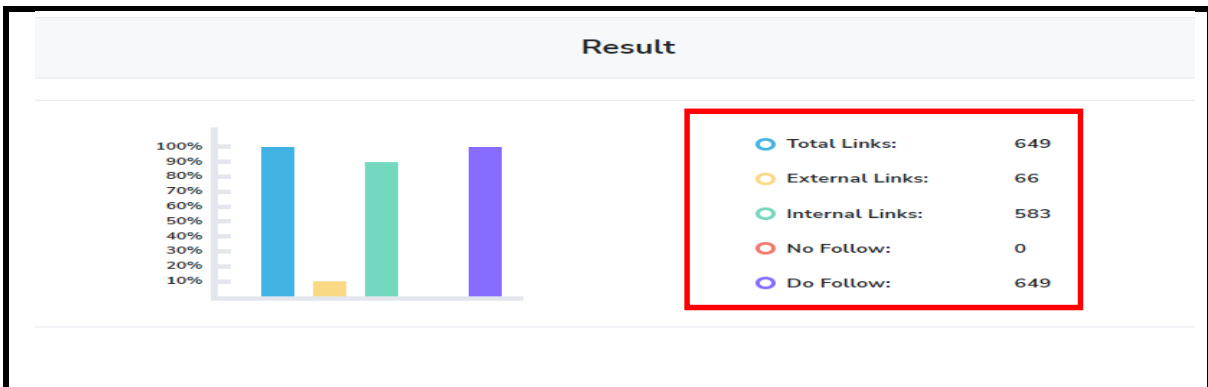 Result
100%
90%
80%
70%
60%
50%
40%
30%
20%
10%
Total Links: 649
External Links: 66
Internal Links: 583
No Follow: 0
Do Follow: 649